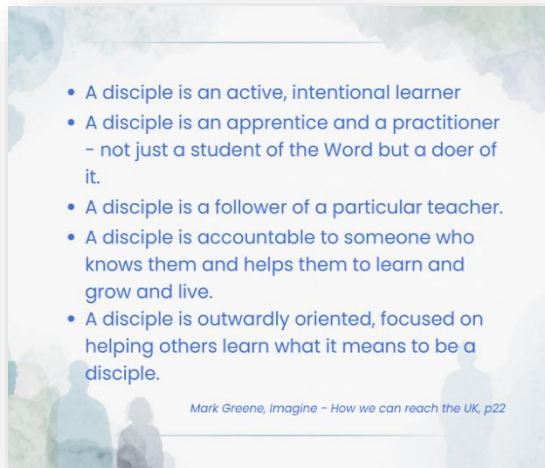 • A disciple is an active, intentional learner
• A disciple is an apprentice and a practitioner
- not just a student of the Word but a doer of
it.
• A disciple is a follower of a particular teacher.
• A disciple is accountable to someone who
knows them and helps them to learn and
grow and live.
• A disciple is outwardly oriented, focused on
helping others learn what it means to be a
disciple.
Mark Greene, Imagine - How we can reach the UK, p22